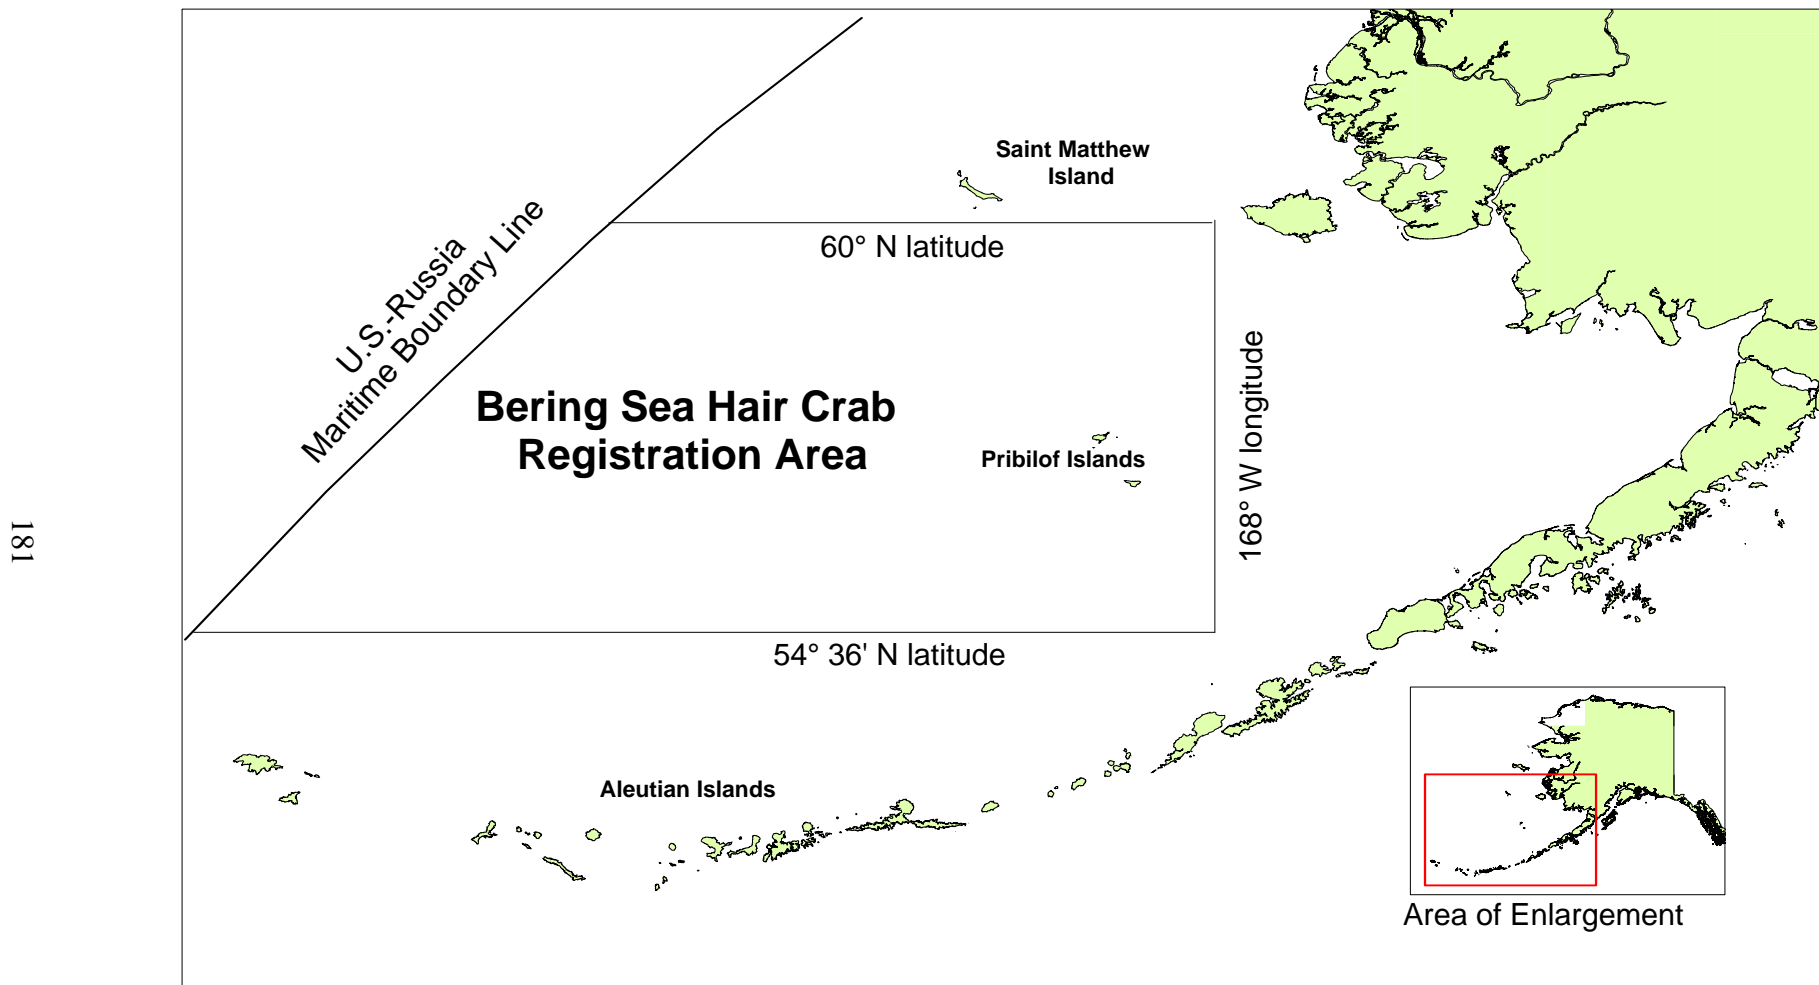 Saint Matthew
Island
60° N latitude
U.S.-Russia
Maritime Boundary Line
Bering Sea Hair Crab
Registration Area
Pribilof Islands
168° W longitude
181
54° 36' N latitude
Aleutian Islands
Area of Enlargement